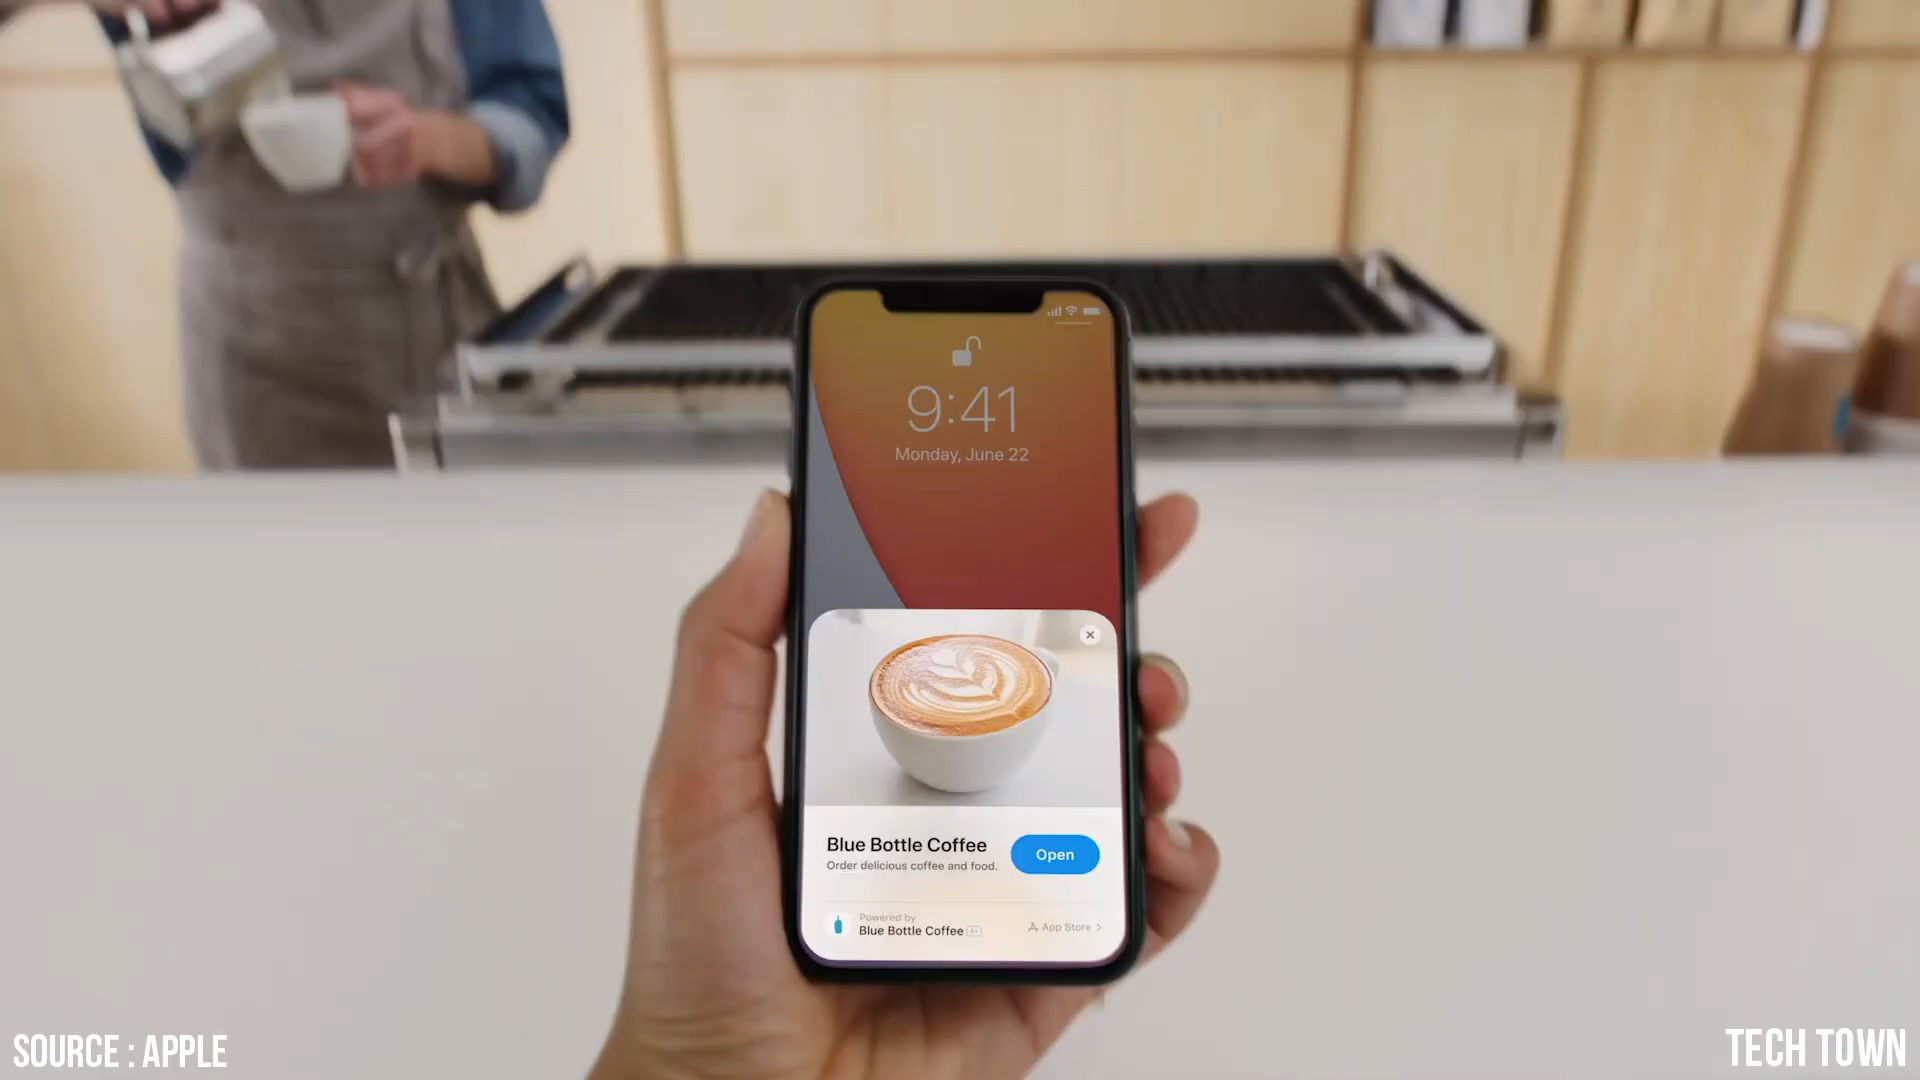 9:41
Monday, June 22
Blue Bottle Coffee
Order delicious coffee and food.
Open
Powered by
Blue Bottle Coffee 4+
App Store >
SOURCE : APPLE
TECH TOWN